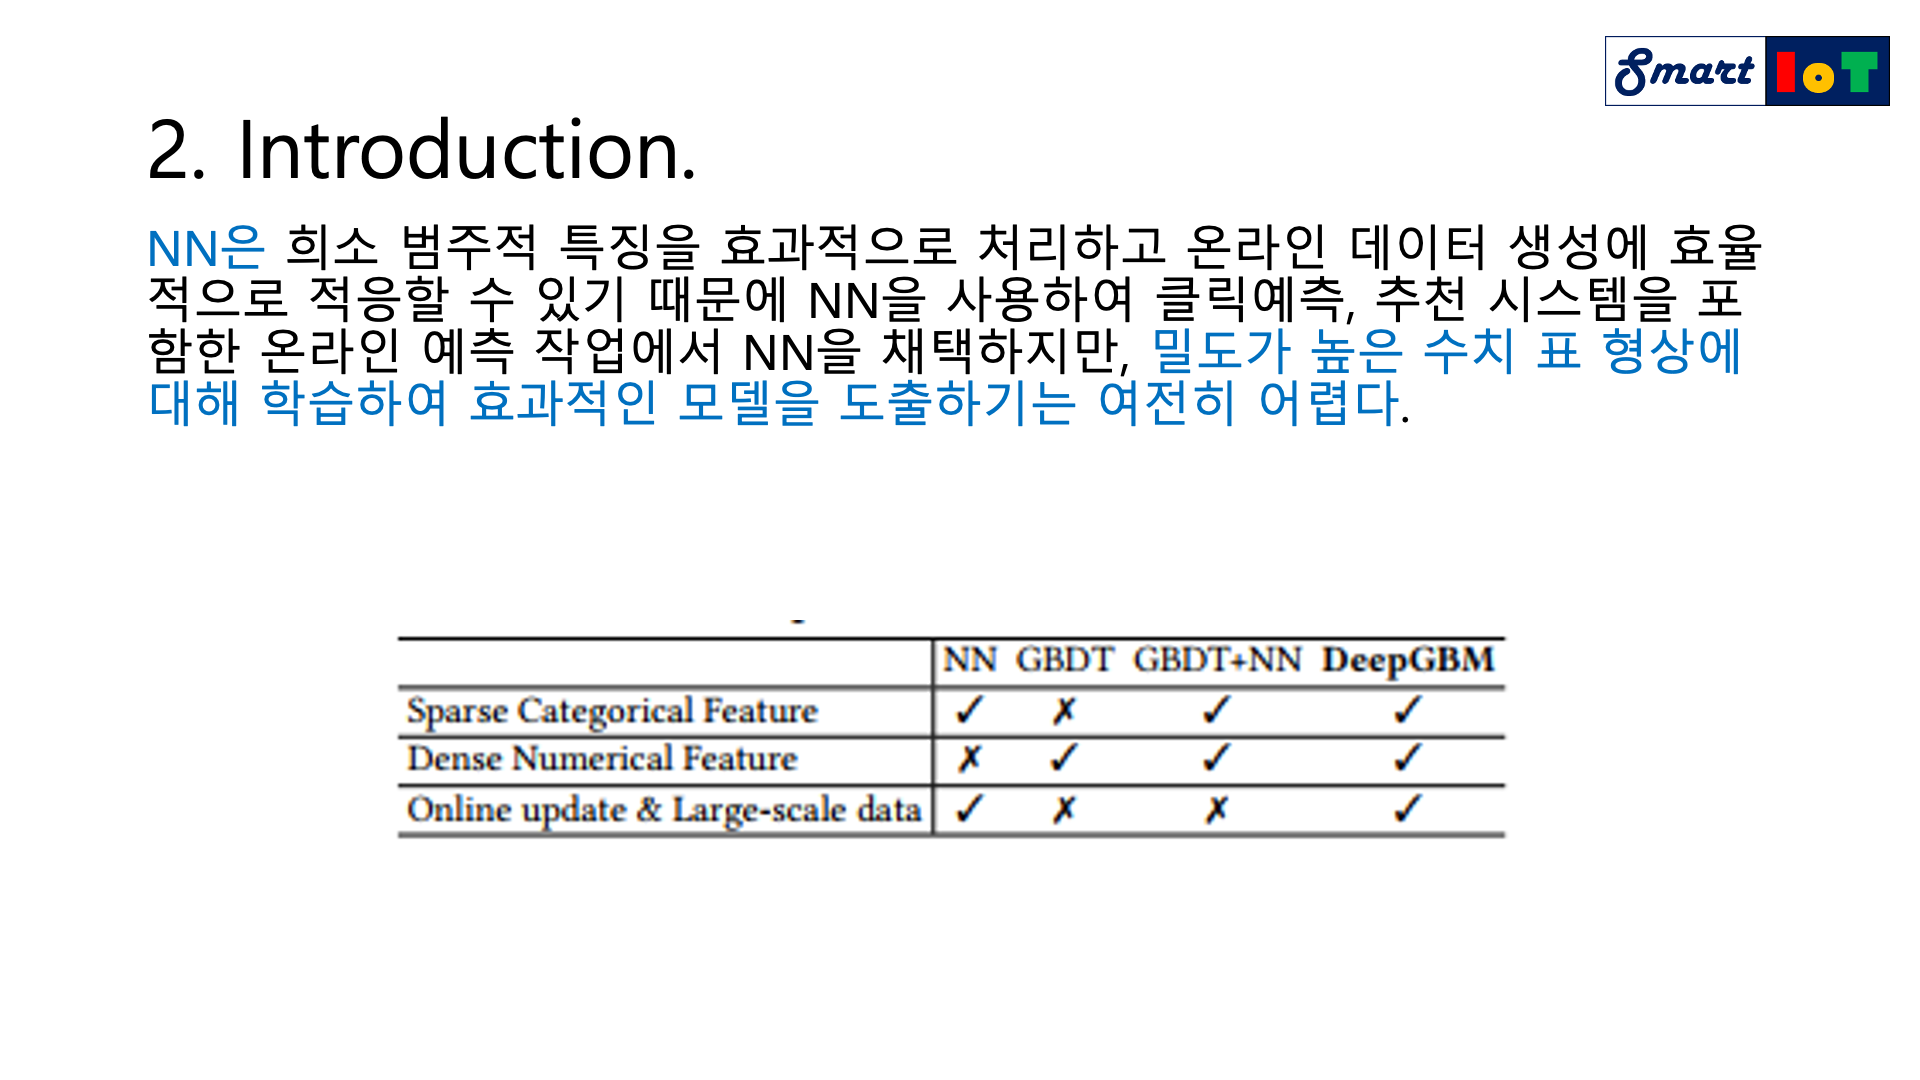 Smart IoT
2. Introduction.
NN은 희소 범주적 특징을 효과적으로 처리하고 온라인 데이터 생성에 효율
적으로 적응할 수 있기 때문에 NN을 사용하여 클릭예측, 추천 시스템을 포
함한 온라인 예측 작업에서 NN을 채택하지만, 밀도가 높은 수치 표 형상에
대해 학습하여 효과적인 모델을 도출하기는 여전히 어렵다.
NN GBDT GBDT+NN DeepGBM
Sparse Categorical Feature ✓ ✗ ✓ ✓
Dense Numerical Feature ✗ ✓ ✓ ✓
Online update & Large-scale data ✓ ✗ ✗ ✓